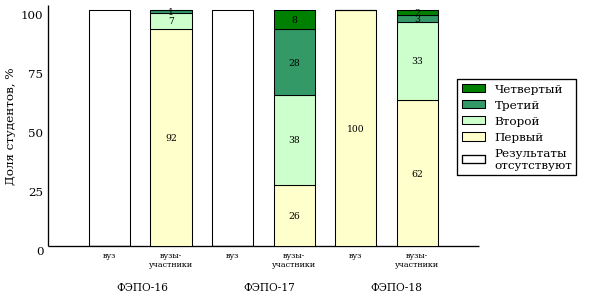 Доля студентов, %
100
75
50
25
0
1
7
92
8
28
38
26
100
2
3
33
62
вуз
вузы-
участники
вуз
вузы-
участники
вуз
вузы-
участники
ФЭПО-16
ФЭПО-17
ФЭПО-18
Четвертый
Третий
Второй
Первый
Результаты
отсутствуют